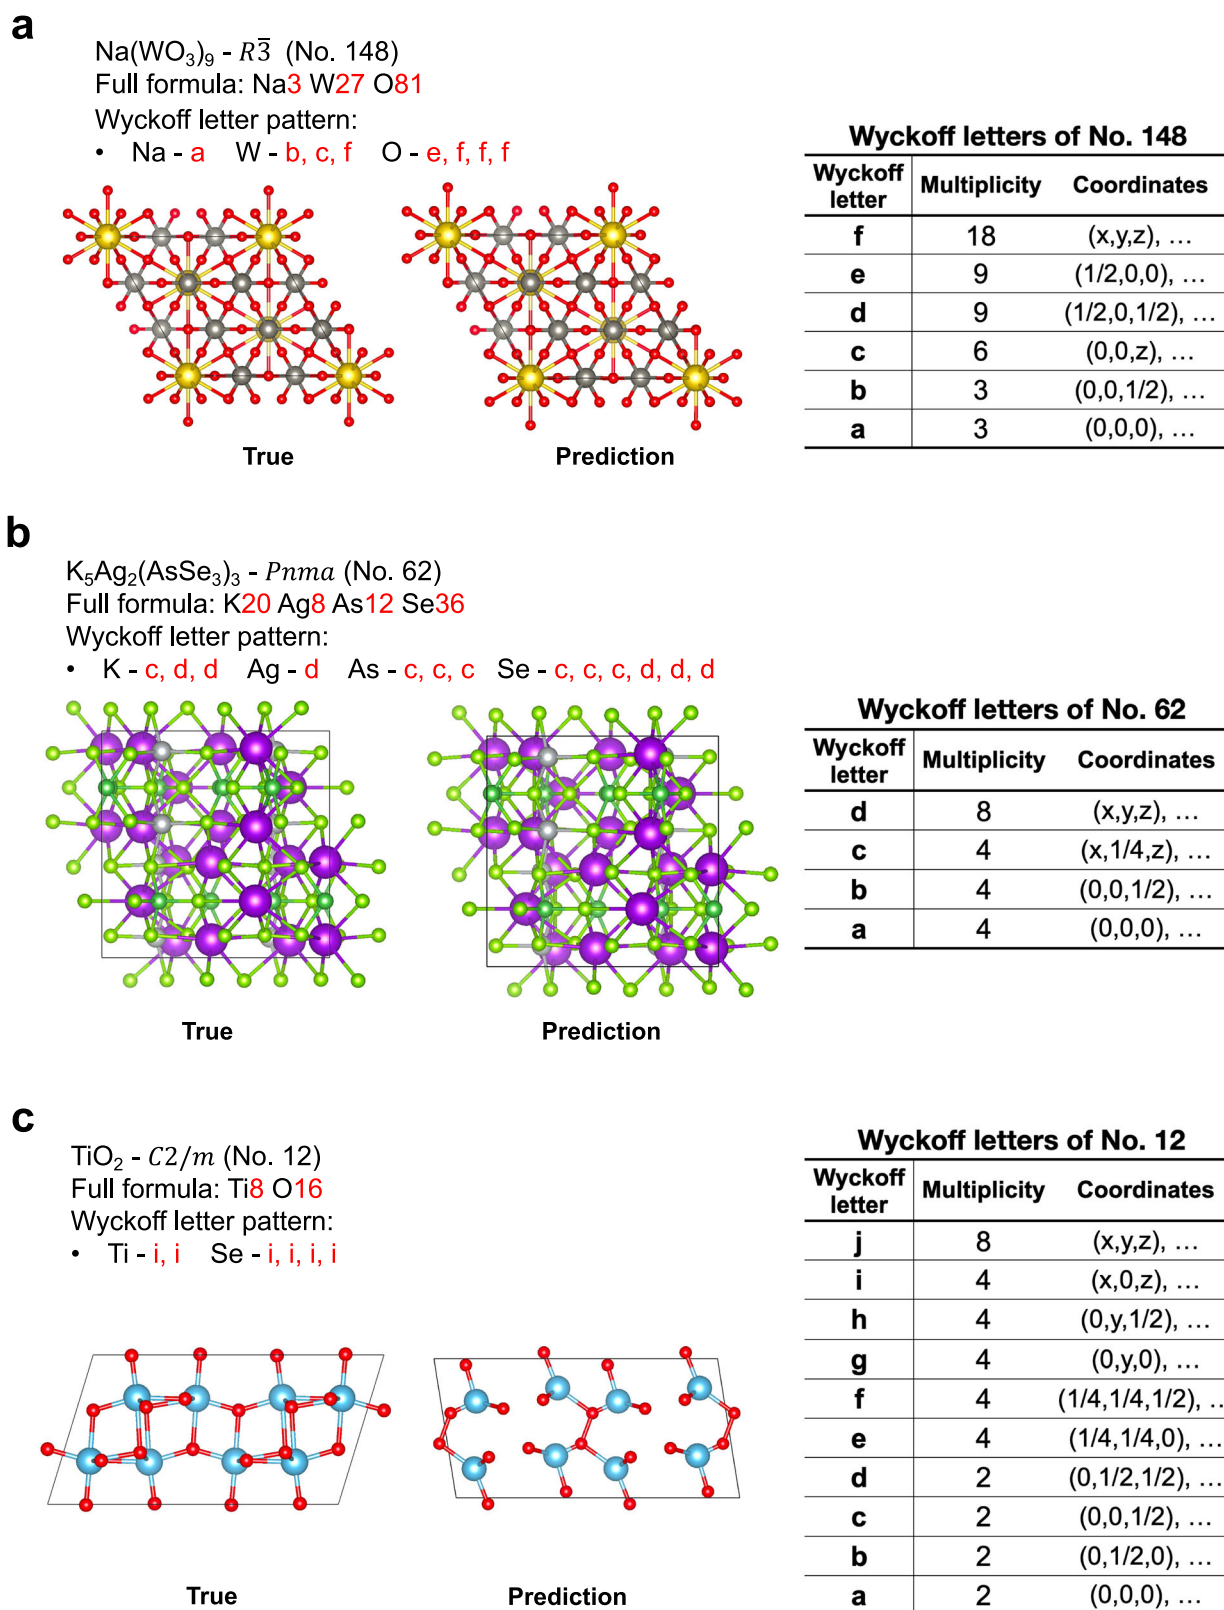 a
Na(WO₃)₉ - R3̅ (No. 148)
Full formula: Na3 W27 O81
Wyckoff letter pattern:
• Na - a W - b, c, f O - e, f, f, f
True
Prediction
Wyckoff letters of No. 148
Wyckoff letter Multiplicity Coordinates
f 18 (x,y,z), ...
e 9 (1/2,0,0), ...
d 9 (1/2,0,1/2), ...
c 6 (0,0,z), ...
b 3 (0,0,1/2), ...
a 3 (0,0,0), ...
b
K₅Ag₂(AsSe₃)₃ - Pnma (No. 62)
Full formula: K20 Ag8 As12 Se36
Wyckoff letter pattern:
• K - c, d, d Ag - d As - c, c, c Se - c, c, c, d, d, d
True
Prediction
Wyckoff letters of No. 62
Wyckoff letter Multiplicity Coordinates
d 8 (x,y,z), ...
c 4 (x,1/4,z), ...
b 4 (0,0,1/2), ...
a 4 (0,0,0), ...
c
TiO₂ - C2/m (No. 12)
Full formula: Ti8 O16
Wyckoff letter pattern:
• Ti - i, i Se - i, i, i, i
True
Prediction
Wyckoff letters of No. 12
Wyckoff letter Multiplicity Coordinates
j 8 (x,y,z), ...
i 4 (x,0,z), ...
h 4 (0,y,1/2), ...
g 4 (0,y,0), ...
f 4 (1/4,1/4,1/2), ..
e 4 (1/4,1/4,0), ...
d 2 (0,1/2,1/2), ...
c 2 (0,0,1/2), ...
b 2 (0,1/2,0), ...
a 2 (0,0,0), ...